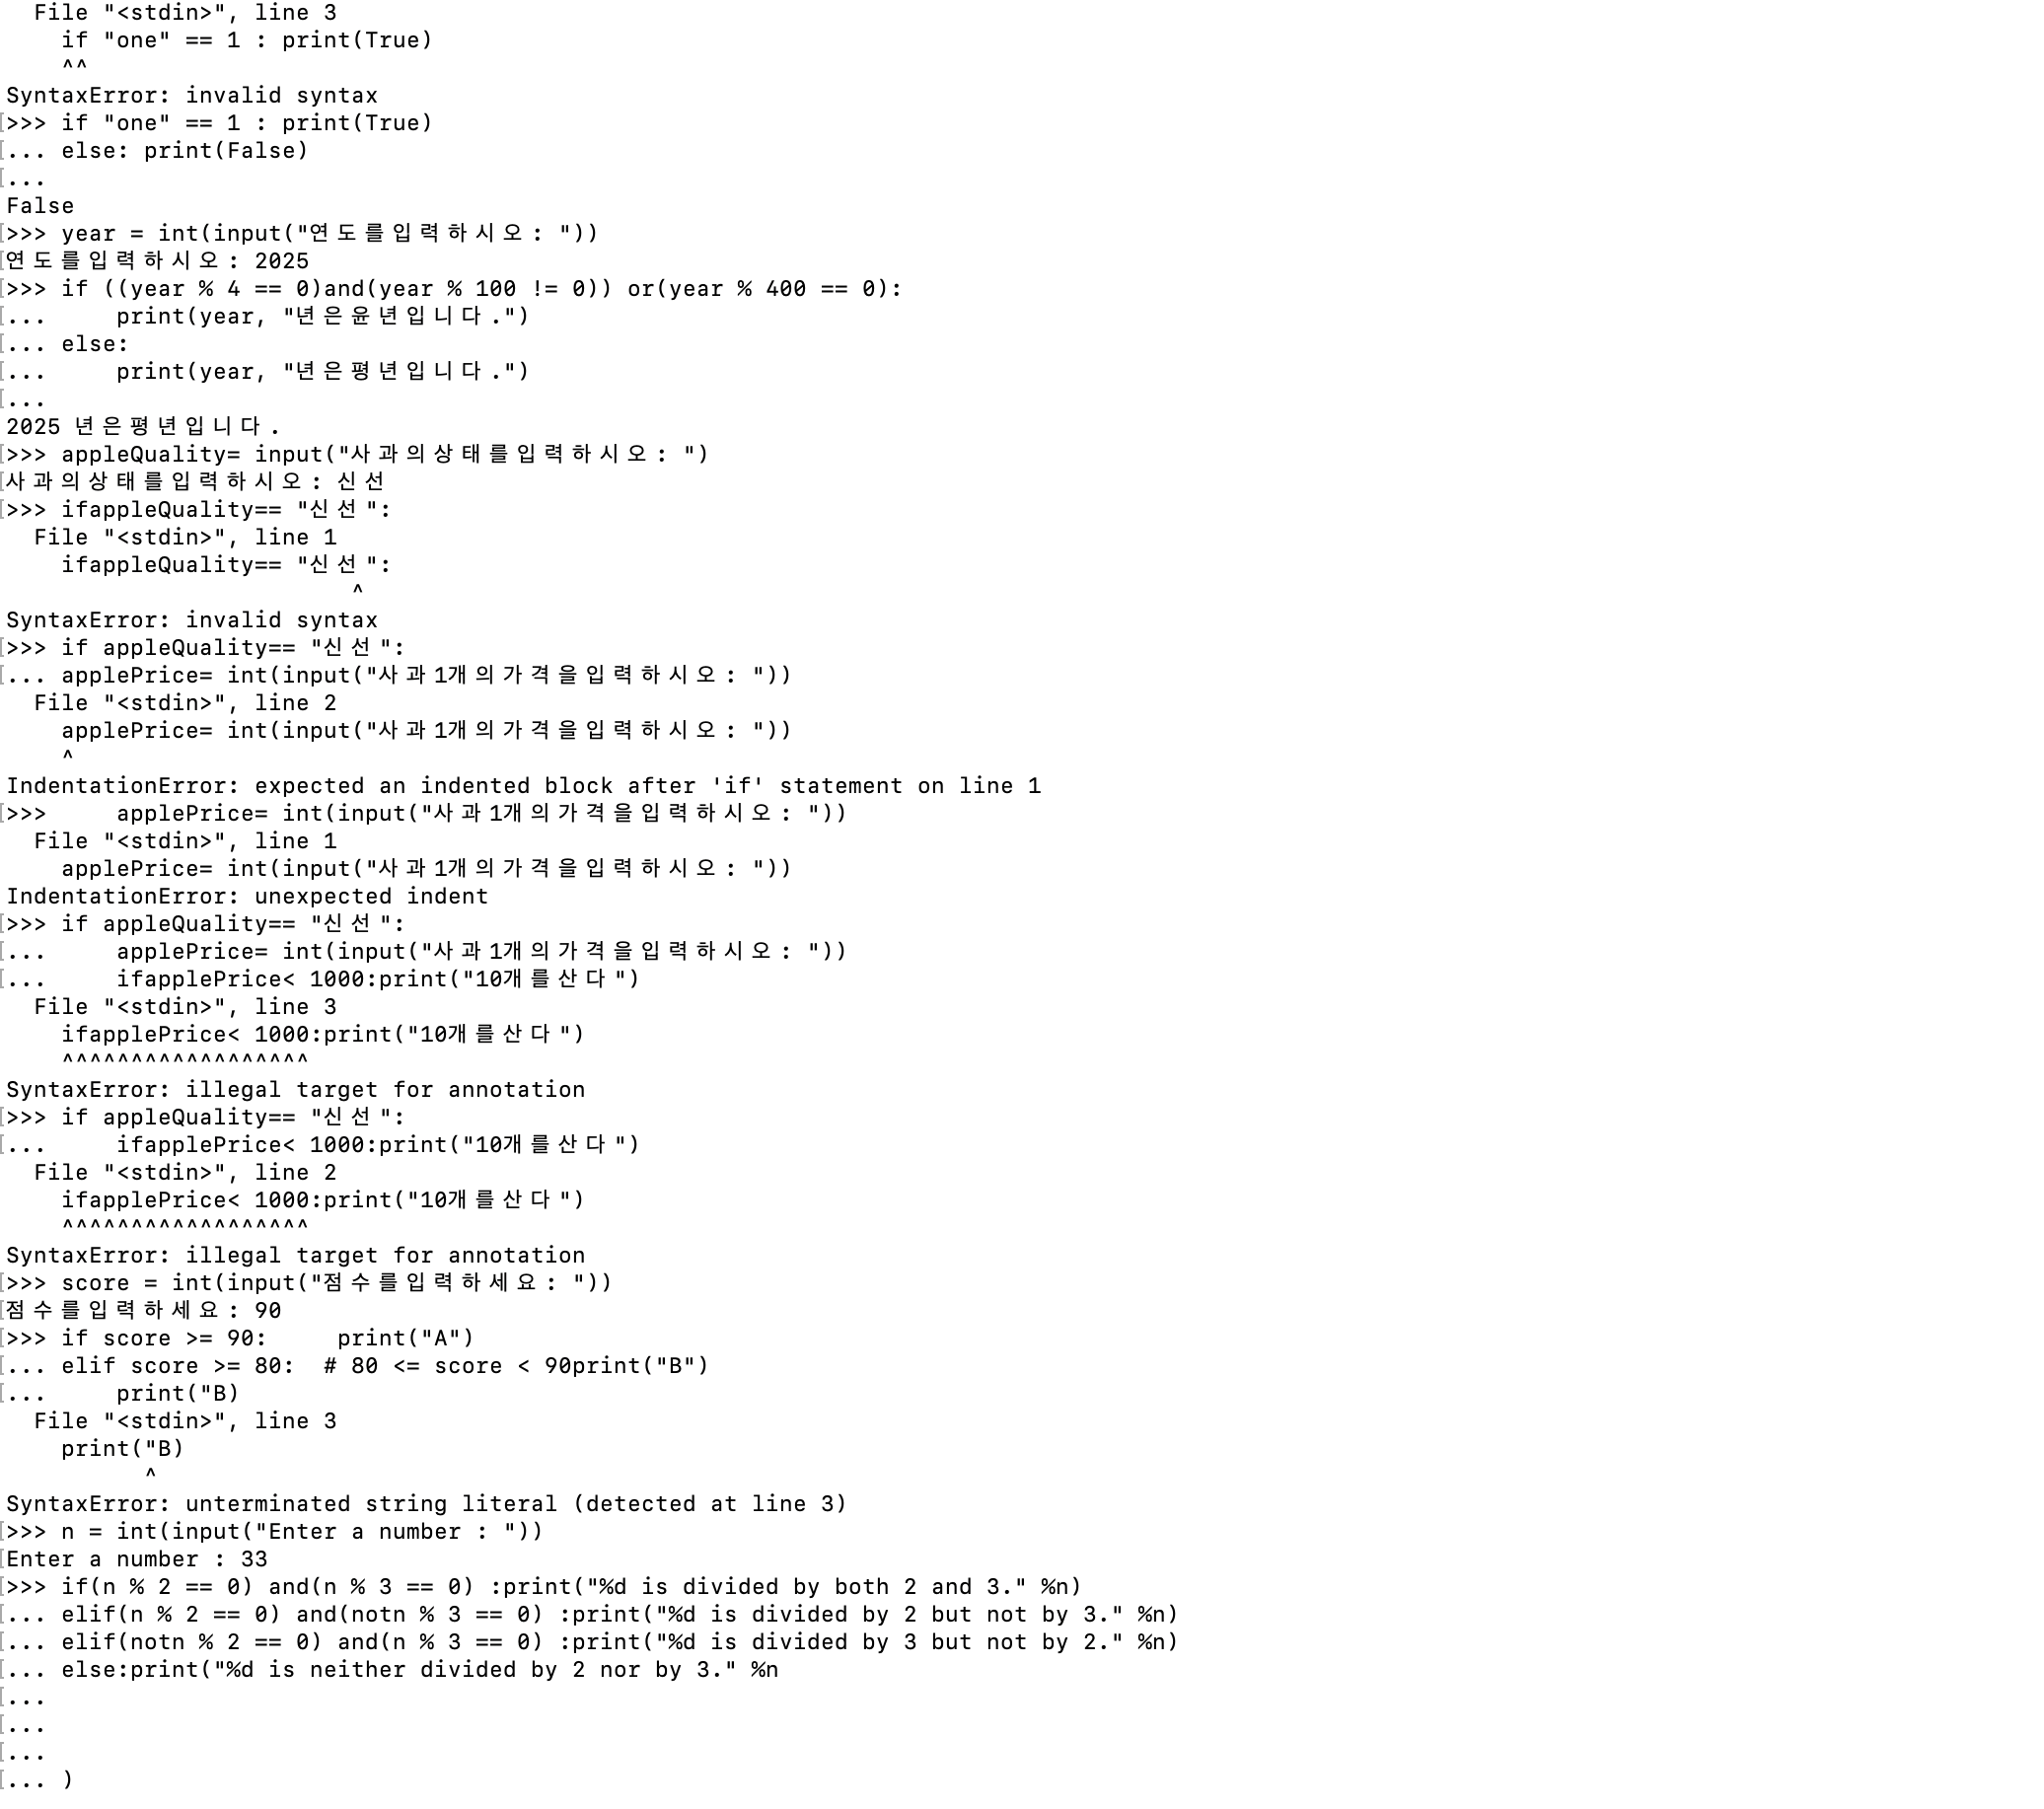 File "<stdin>", line 3
    if "one" == 1 : print(True)
    ^^
SyntaxError: invalid syntax
>>> if "one" == 1 : print(True)
... else: print(False)
...
False
>>> year = int(input("연도를입력하시오: "))
연도를입력하시오: 2025
>>> if ((year % 4 == 0)and(year % 100 != 0)) or(year % 400 == 0):
...     print(year, "년은윤년입니다.")
... else:
...     print(year, "년은평년입니다.")
...
2025 년은평년입니다.
>>> appleQuality= input("사과의상태를입력하시오: ")
사과의상태를입력하시오: 신선
>>> ifappleQuality== "신선":
  File "<stdin>", line 1
    ifappleQuality== "신선":
                         ^
SyntaxError: invalid syntax
>>> if appleQuality== "신선":
... applePrice= int(input("사과1개의가격을입력하시오: "))
  File "<stdin>", line 2
    applePrice= int(input("사과1개의가격을입력하시오: "))
    ^
IndentationError: expected an indented block after 'if' statement on line 1
>>>     applePrice= int(input("사과1개의가격을입력하시오: "))
  File "<stdin>", line 1
    applePrice= int(input("사과1개의가격을입력하시오: "))
IndentationError: unexpected indent
>>> if appleQuality== "신선":
...     applePrice= int(input("사과1개의가격을입력하시오: "))
...     ifapplePrice< 1000:print("10개를산다")
  File "<stdin>", line 3
    ifapplePrice< 1000:print("10개를산다")
    ^^^^^^^^^^^^^^^^^^
SyntaxError: illegal target for annotation
>>> if appleQuality== "신선":
...     ifapplePrice< 1000:print("10개를산다")
  File "<stdin>", line 2
    ifapplePrice< 1000:print("10개를산다")
    ^^^^^^^^^^^^^^^^^^
SyntaxError: illegal target for annotation
>>> score = int(input("점수를입력하세요: "))
점수를입력하세요: 90
>>> if score >= 90:     print("A")
... elif score >= 80:  # 80 <= score < 90print("B")
...     print("B)
  File "<stdin>", line 3
    print("B)
          ^
SyntaxError: unterminated string literal (detected at line 3)
>>> n = int(input("Enter a number : "))
Enter a number : 33
>>> if(n % 2 == 0) and(n % 3 == 0) :print("%d is divided by both 2 and 3." %n)
... elif(n % 2 == 0) and(notn % 3 == 0) :print("%d is divided by 2 but not by 3." %n)
... elif(notn % 2 == 0) and(n % 3 == 0) :print("%d is divided by 3 but not by 2." %n)
... else:print("%d is neither divided by 2 nor by 3." %n
...
...
...
... )